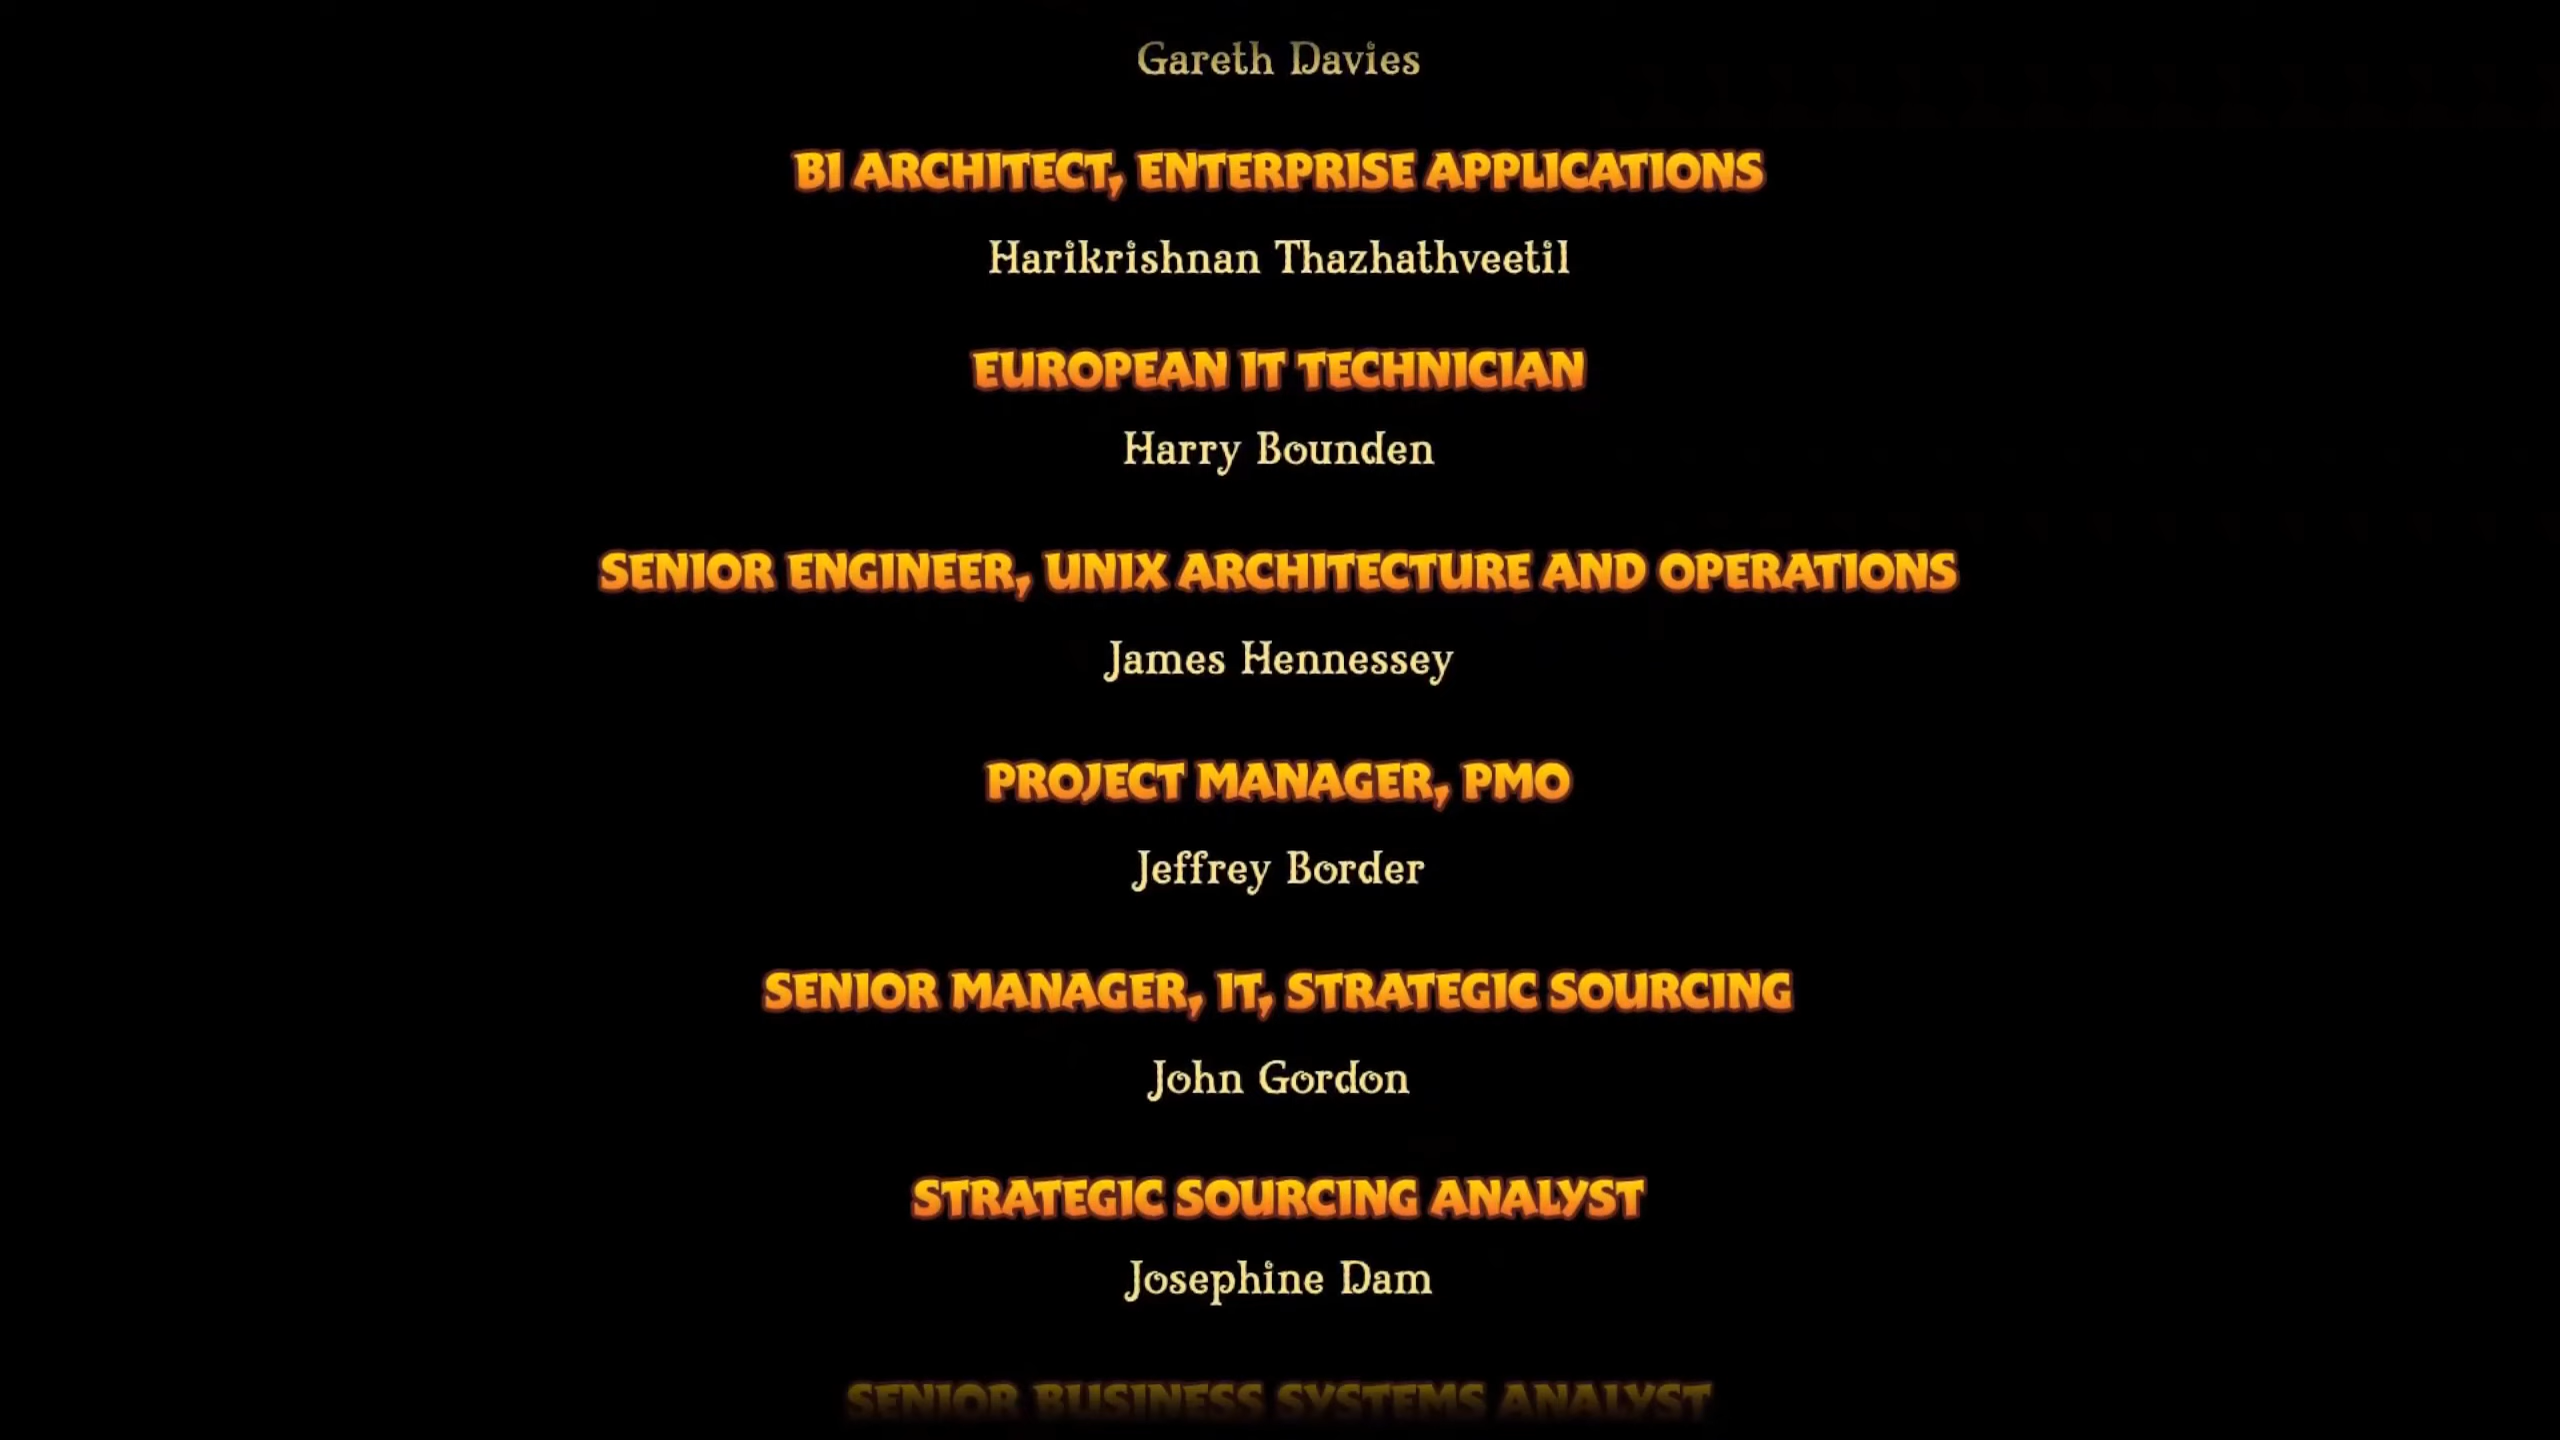 Gareth Davies
BI ARCHITECT, ENTERPRISE APPLICATIONS
Harikrishnan Thazhathveetil
EUROPEAN IT TECHNICIAN
Harry Bounden
SENIOR ENGINEER, UNIX ARCHITECTURE AND OPERATIONS
James Hennessey
PROJECT MANAGER, PMO
Jeffrey Border
SENIOR MANAGER, IT, STRATEGIC SOURCING
John Gordon
STRATEGIC SOURCING ANALYST
Josephine Dam
SENIOR BUSINESS SYSTEMS ANALYST